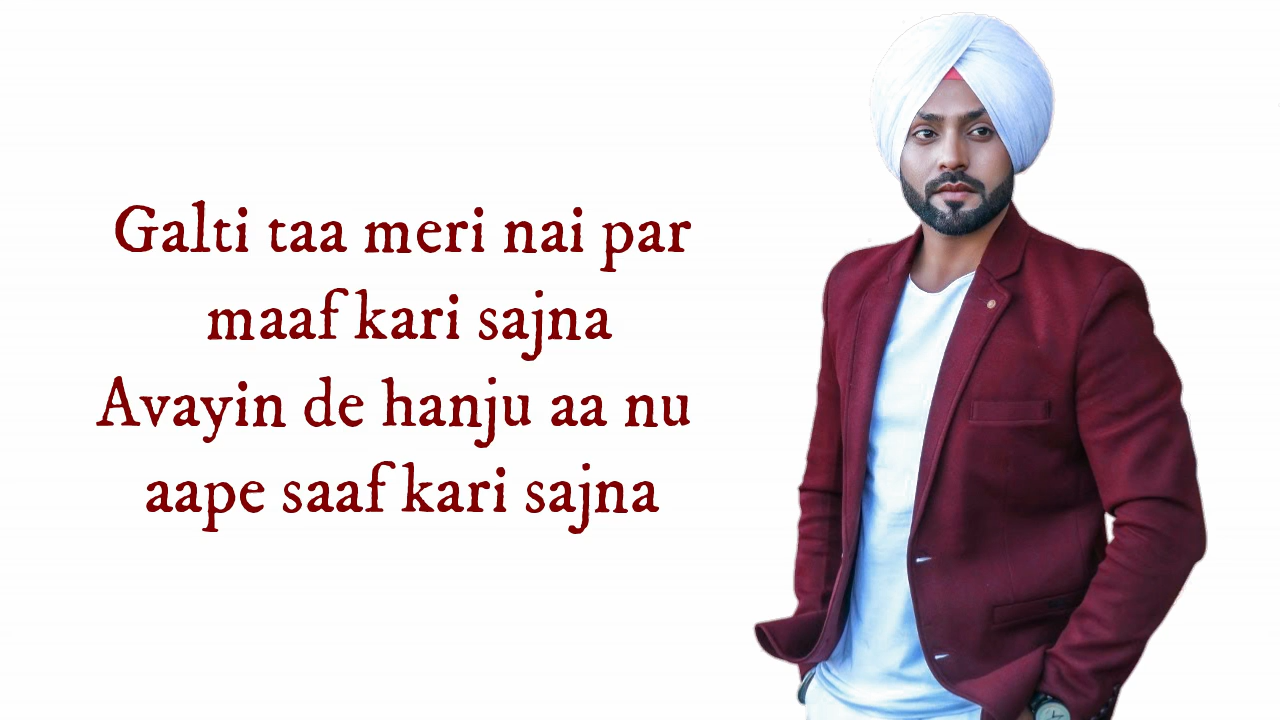 Galti taa meri nai par
maaf kari sajna
Avayin de hanju aa nu
aape saaf kari sajna